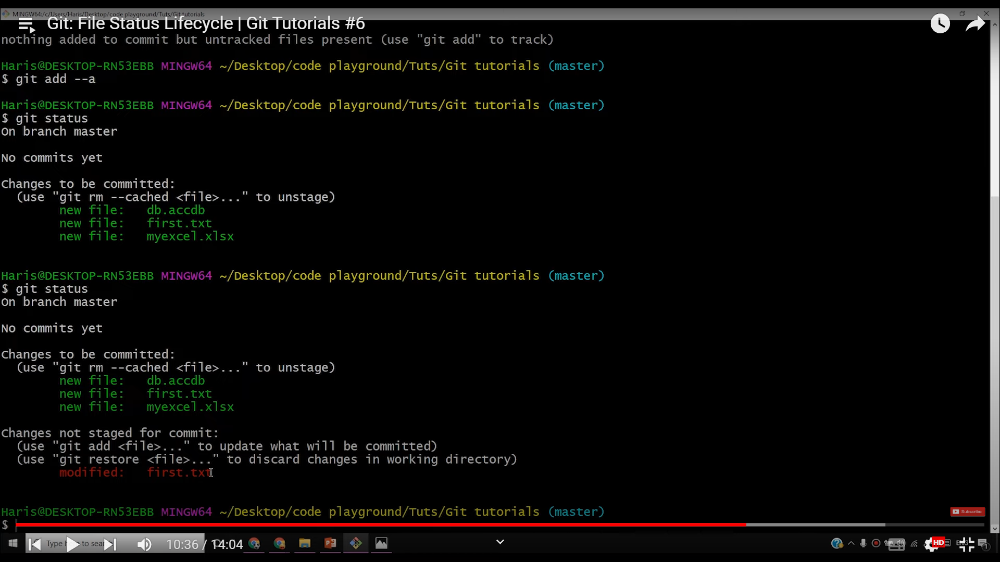 MINGW64:/c/Users/Haris/Desktop/code playground/Tuts/Git tutorials
Git: File Status Lifecycle | Git Tutorials #6
nothing added to commit but untracked files present (use "git add" to track)
Haris@DESKTOP-RN53EBB MINGW64 ~/Desktop/code playground/Tuts/Git tutorials (master)
$ git add --a
Haris@DESKTOP-RN53EBB MINGW64 ~/Desktop/code playground/Tuts/Git tutorials (master)
$ git status
On branch master
No commits yet
Changes to be committed:
(use "git rm --cached <file>..." to unstage)
new file: db.accdb
new file: first.txt
new file: myexcel.xlsx
Haris@DESKTOP-RN53EBB MINGW64 ~/Desktop/code playground/Tuts/Git tutorials (master)
$ git status
On branch master
No commits yet
Changes to be committed:
(use "git rm --cached <file>..." to unstage)
new file: db.accdb
new file: first.txt
new file: myexcel.xlsx
Changes not staged for commit:
(use "git add <file>..." to update what will be committed)
(use "git restore <file>..." to discard changes in working directory)
modified: first.txt
Haris@DESKTOP-RN53EBB MINGW64 ~/Desktop/code playground/Tuts/Git tutorials (master)
Subscribe
$
Type to sear 10:36 / 14:04 HD ENG 1